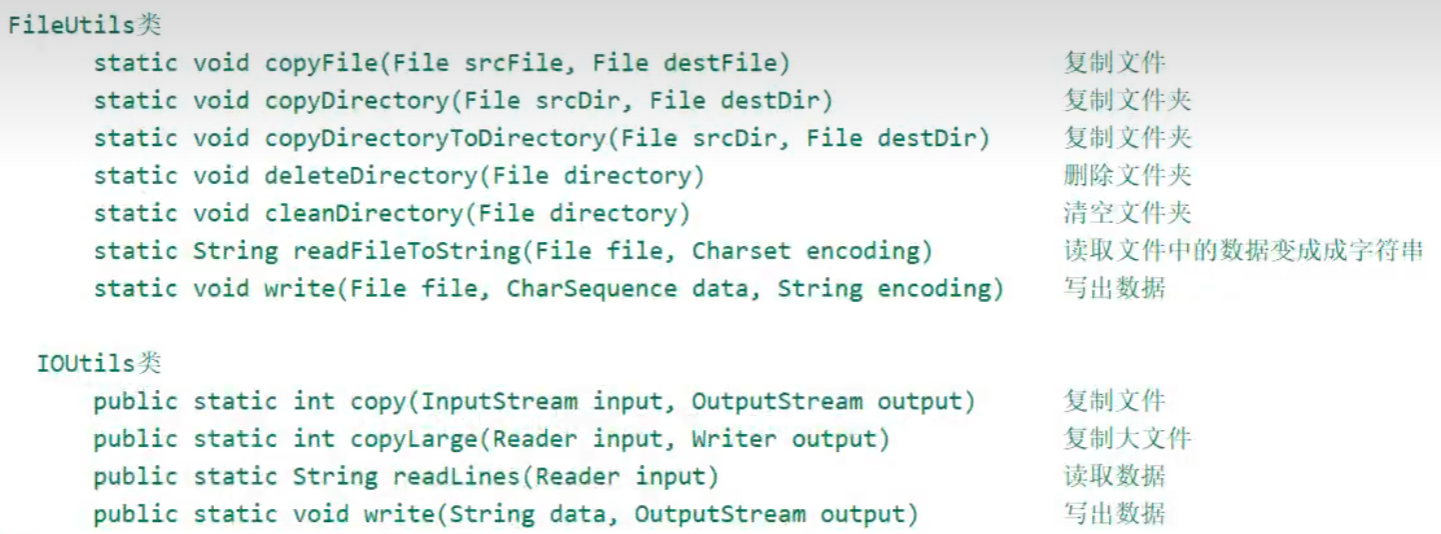 FileUtils类
static void copyFile(File srcFile, File destFile) 复制文件
static void copyDirectory(File srcDir, File destDir) 复制文件夹
static void copyDirectoryToDirectory(File srcDir, File destDir) 复制文件夹
static void deleteDirectory(File directory) 删除文件夹
static void cleanDirectory(File directory) 清空文件夹
static String readFileToString(File file, Charset encoding) 读取文件中的数据变成成字符串
static void write(File file, CharSequence data, String encoding) 写出数据
IOUtils类
public static int copy(InputStream input, OutputStream output) 复制文件
public static int copyLarge(Reader input, Writer output) 复制大文件
public static String readLines(Reader input) 读取数据
public static void write(String data, OutputStream output) 写出数据